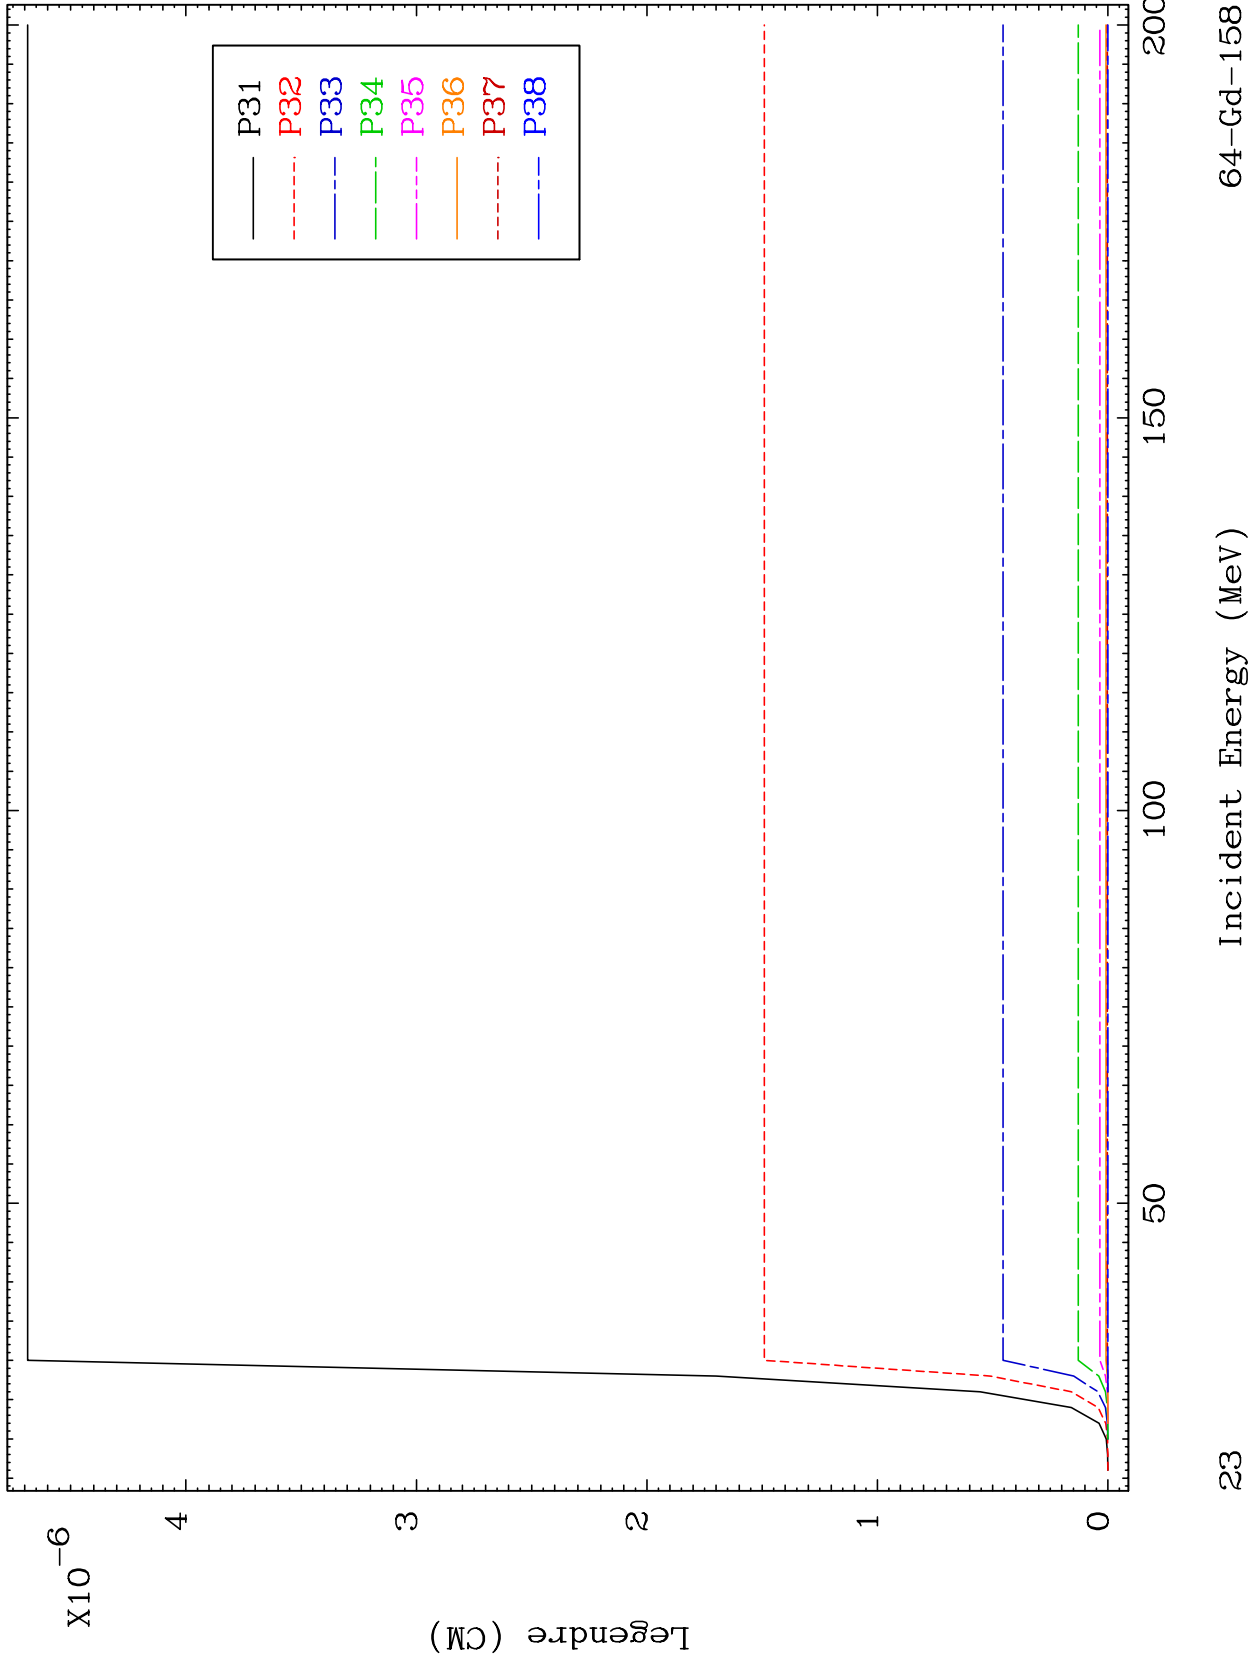 X10-6
4
3
2
1
0
Legendre (CM)
P31
P32
P33
P34
P35
P36
P37
P38
50
100
150
200
23
Incident Energy (MeV)
64-Gd-158